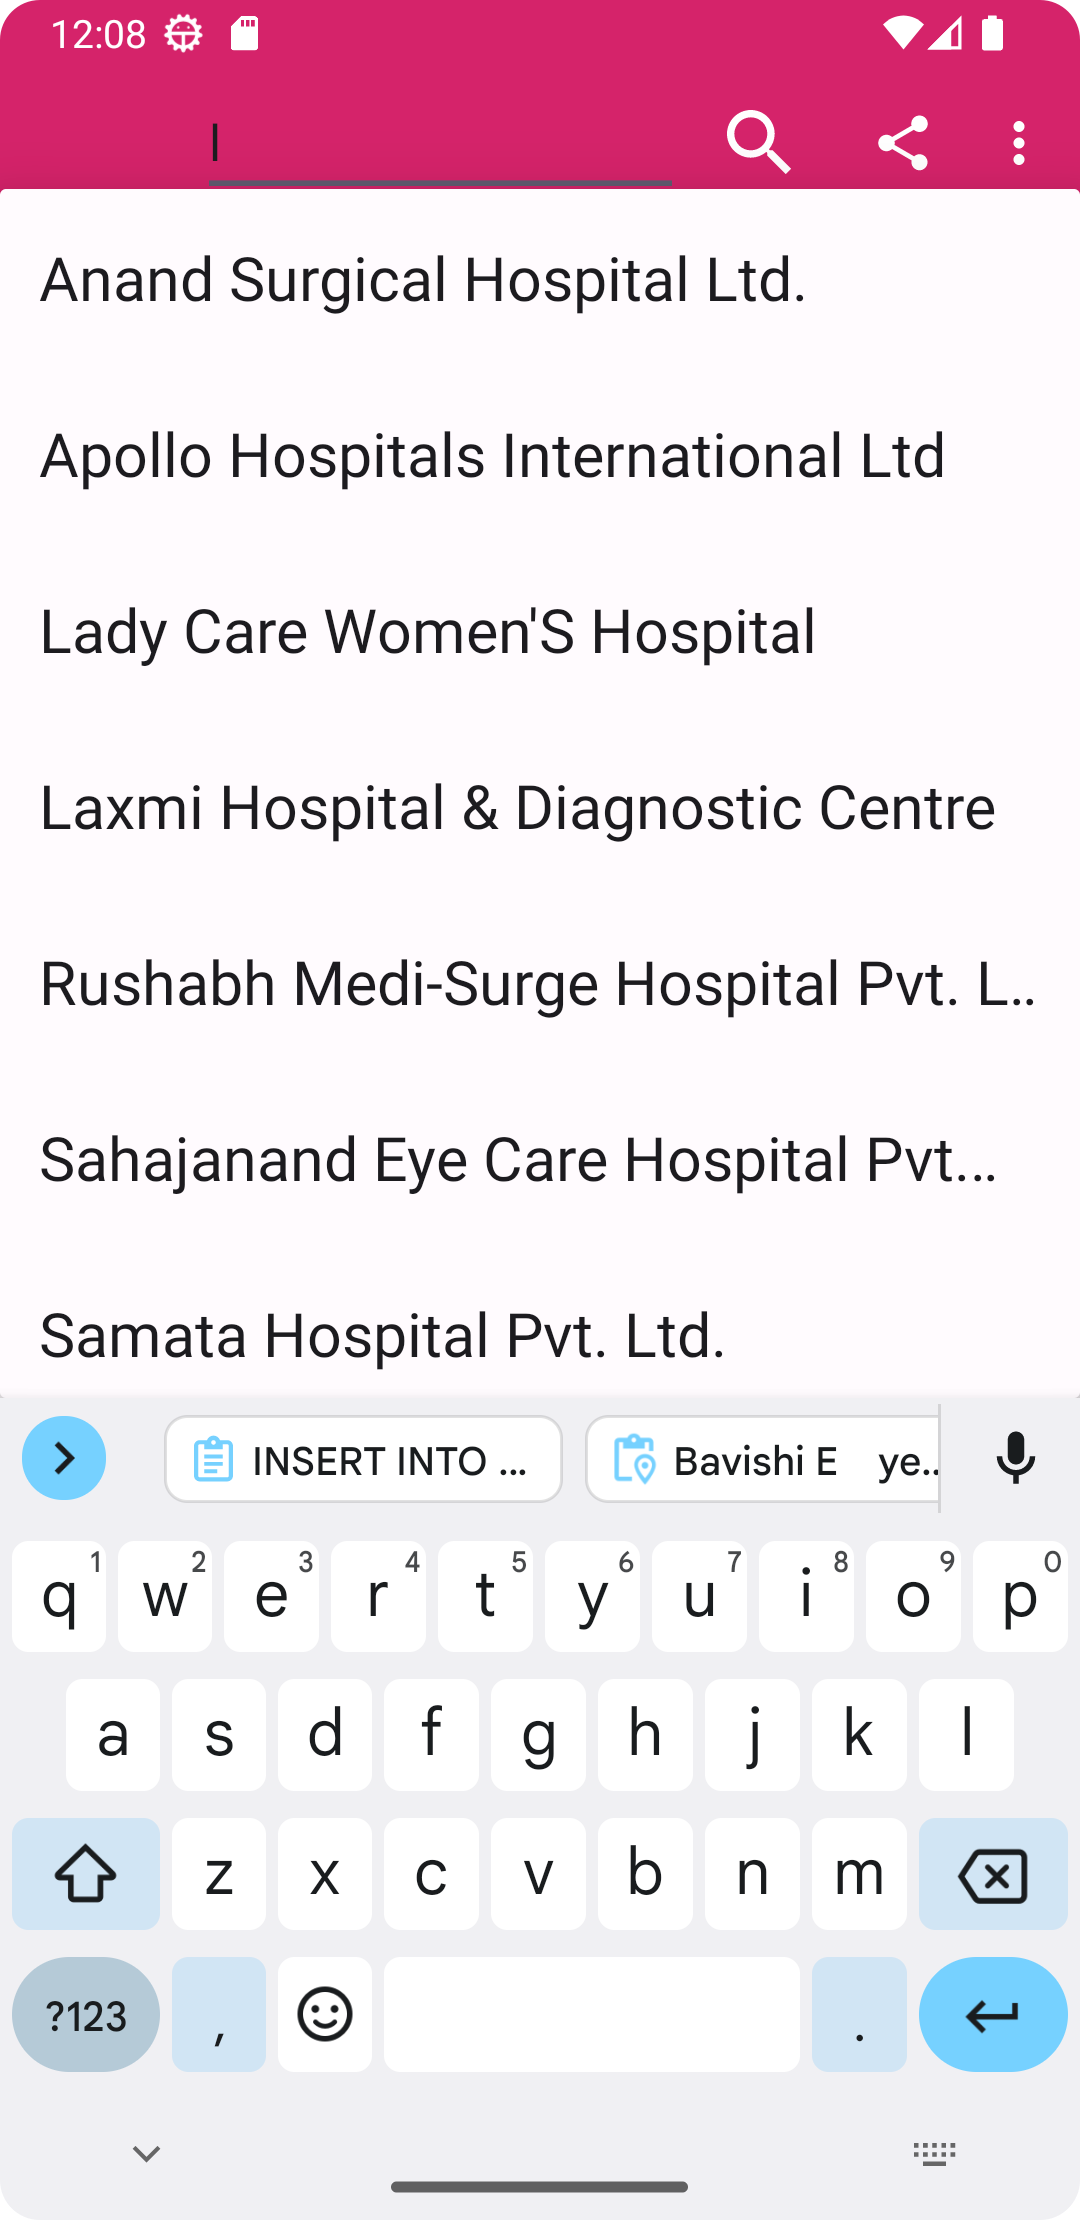 12:08
Anand Surgical Hospital Ltd.
Apollo Hospitals International Ltd
Lady Care Women'S Hospital
Laxmi Hospital & Diagnostic Centre
Rushabh Medi-Surge Hospital Pvt. L..
Sahajanand Eye Care Hospital Pvt...
Samata Hospital Pvt. Ltd.
INSERT INTO ... Bavishi E ye..
q 1 w 2 e 3 r 4 t 5 y 6 u 7 i 8 o 9 p 0
a s d f g h j k l
z x c v b n m
?123 , .